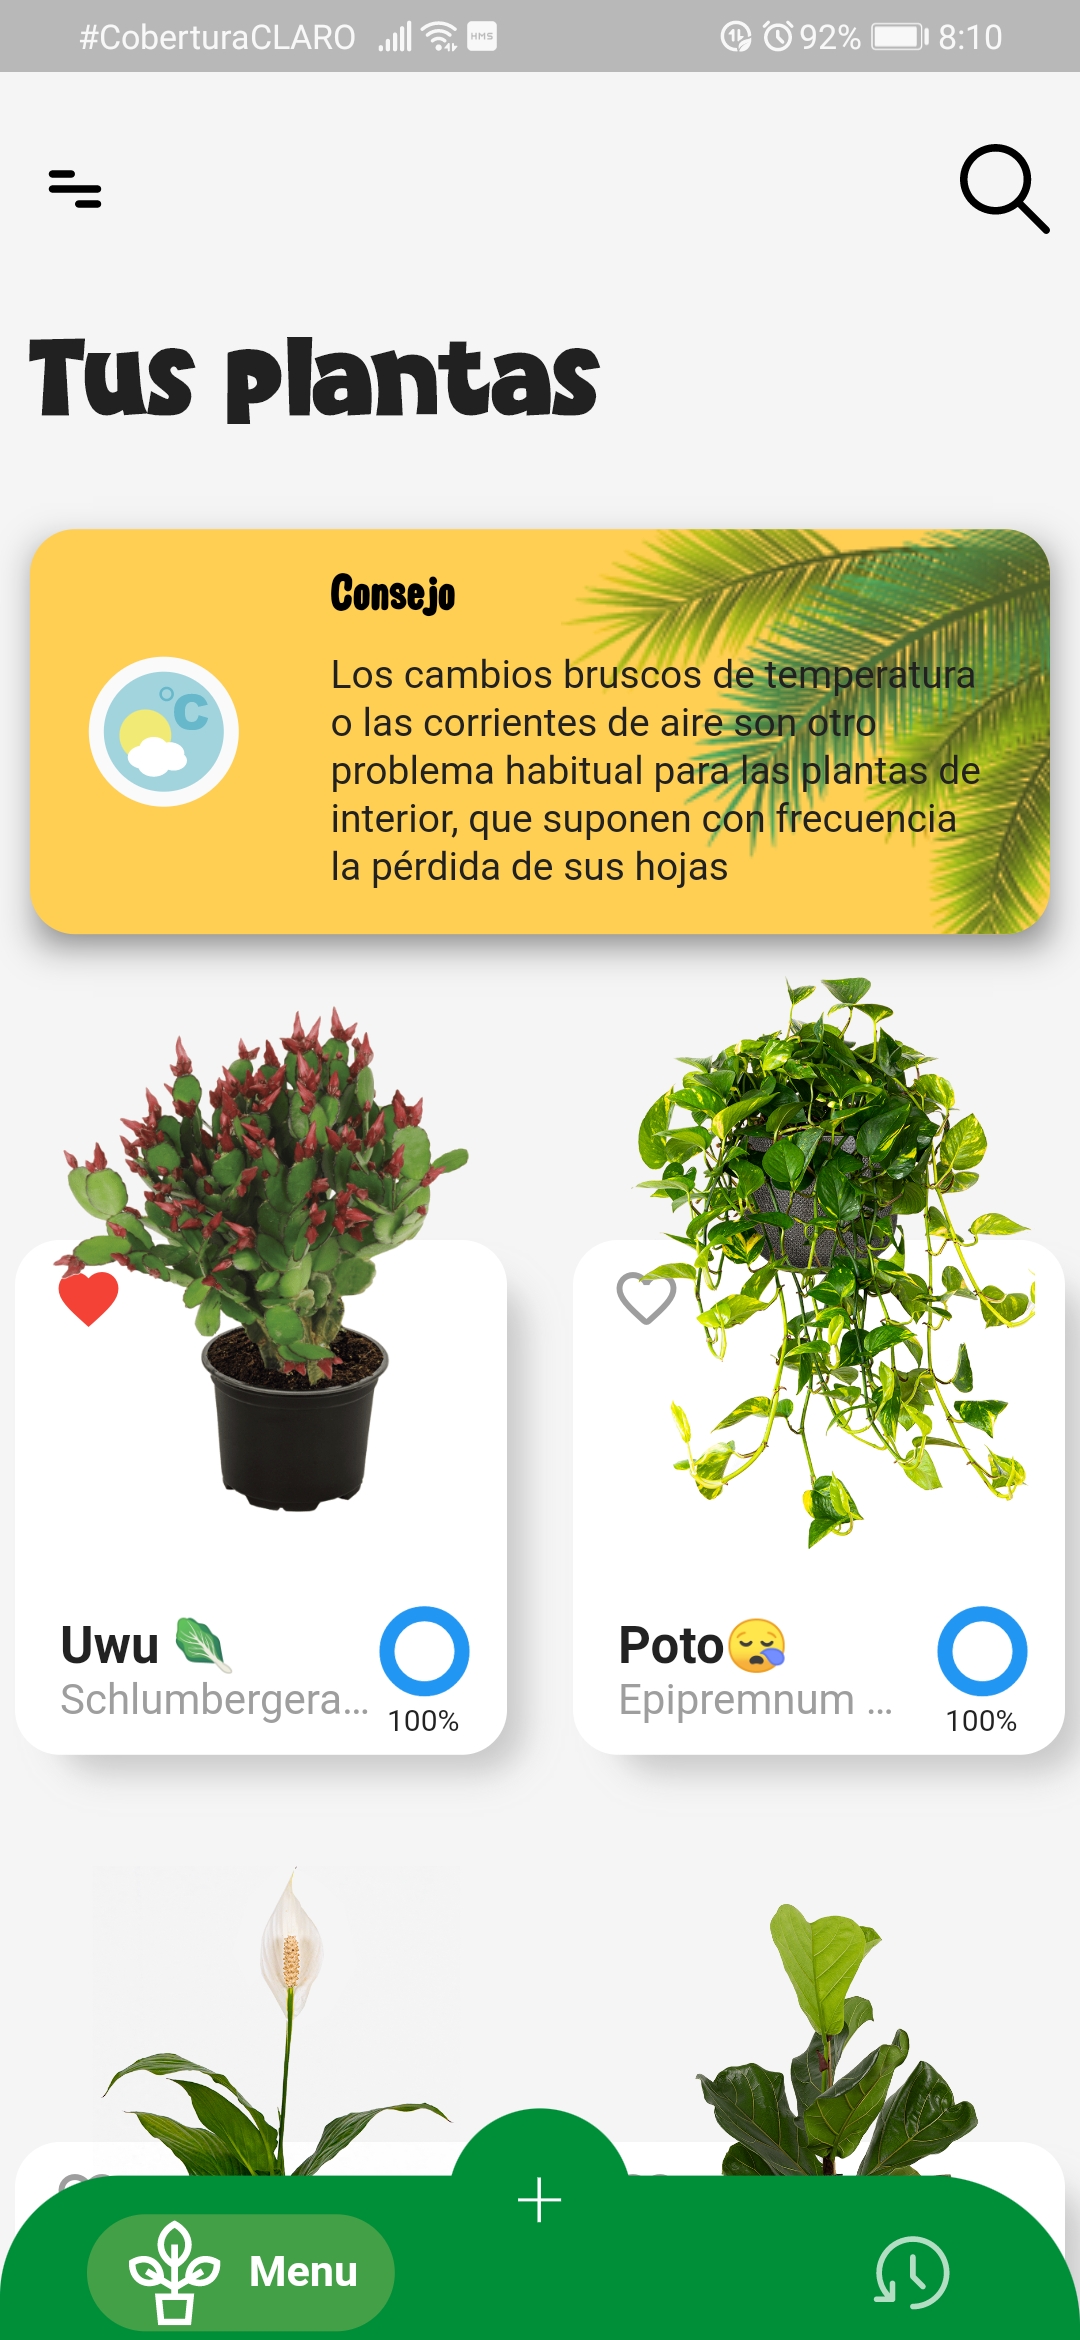 #CoberturaCLARO HMS 92% 8:10
Tus plantas
Consejo
Los cambios bruscos de temperatura
o las corrientes de aire son otro
problema habitual para las plantas de
interior, que suponen con frecuencia
la pérdida de sus hojas
°C
Uwu 🥬
Schlumbergera...
100%
Poto😪
Epipremnum ...
100%
Menu